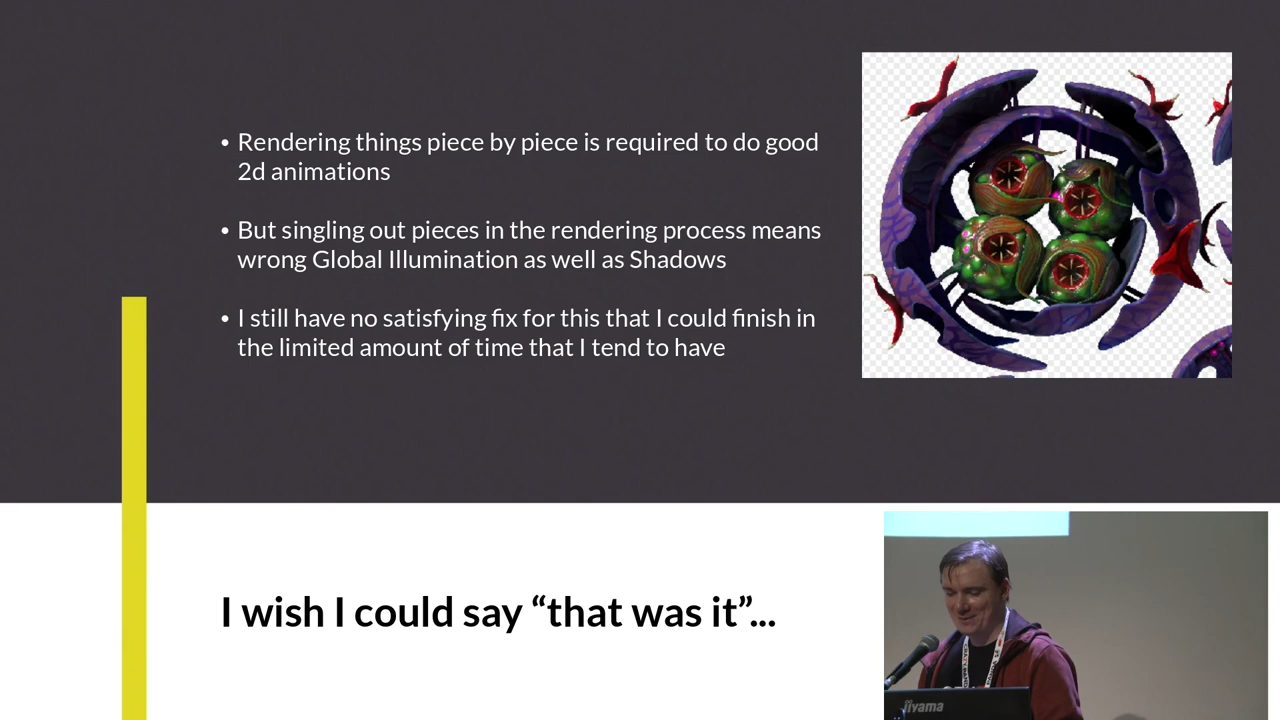 • Rendering things piece by piece is required to do good
2d animations
• But singling out pieces in the rendering process means
wrong Global Illumination as well as Shadows
• I still have no satisfying fix for this that I could finish in
the limited amount of time that I tend to have
I wish I could say “that was it”...
iiyama